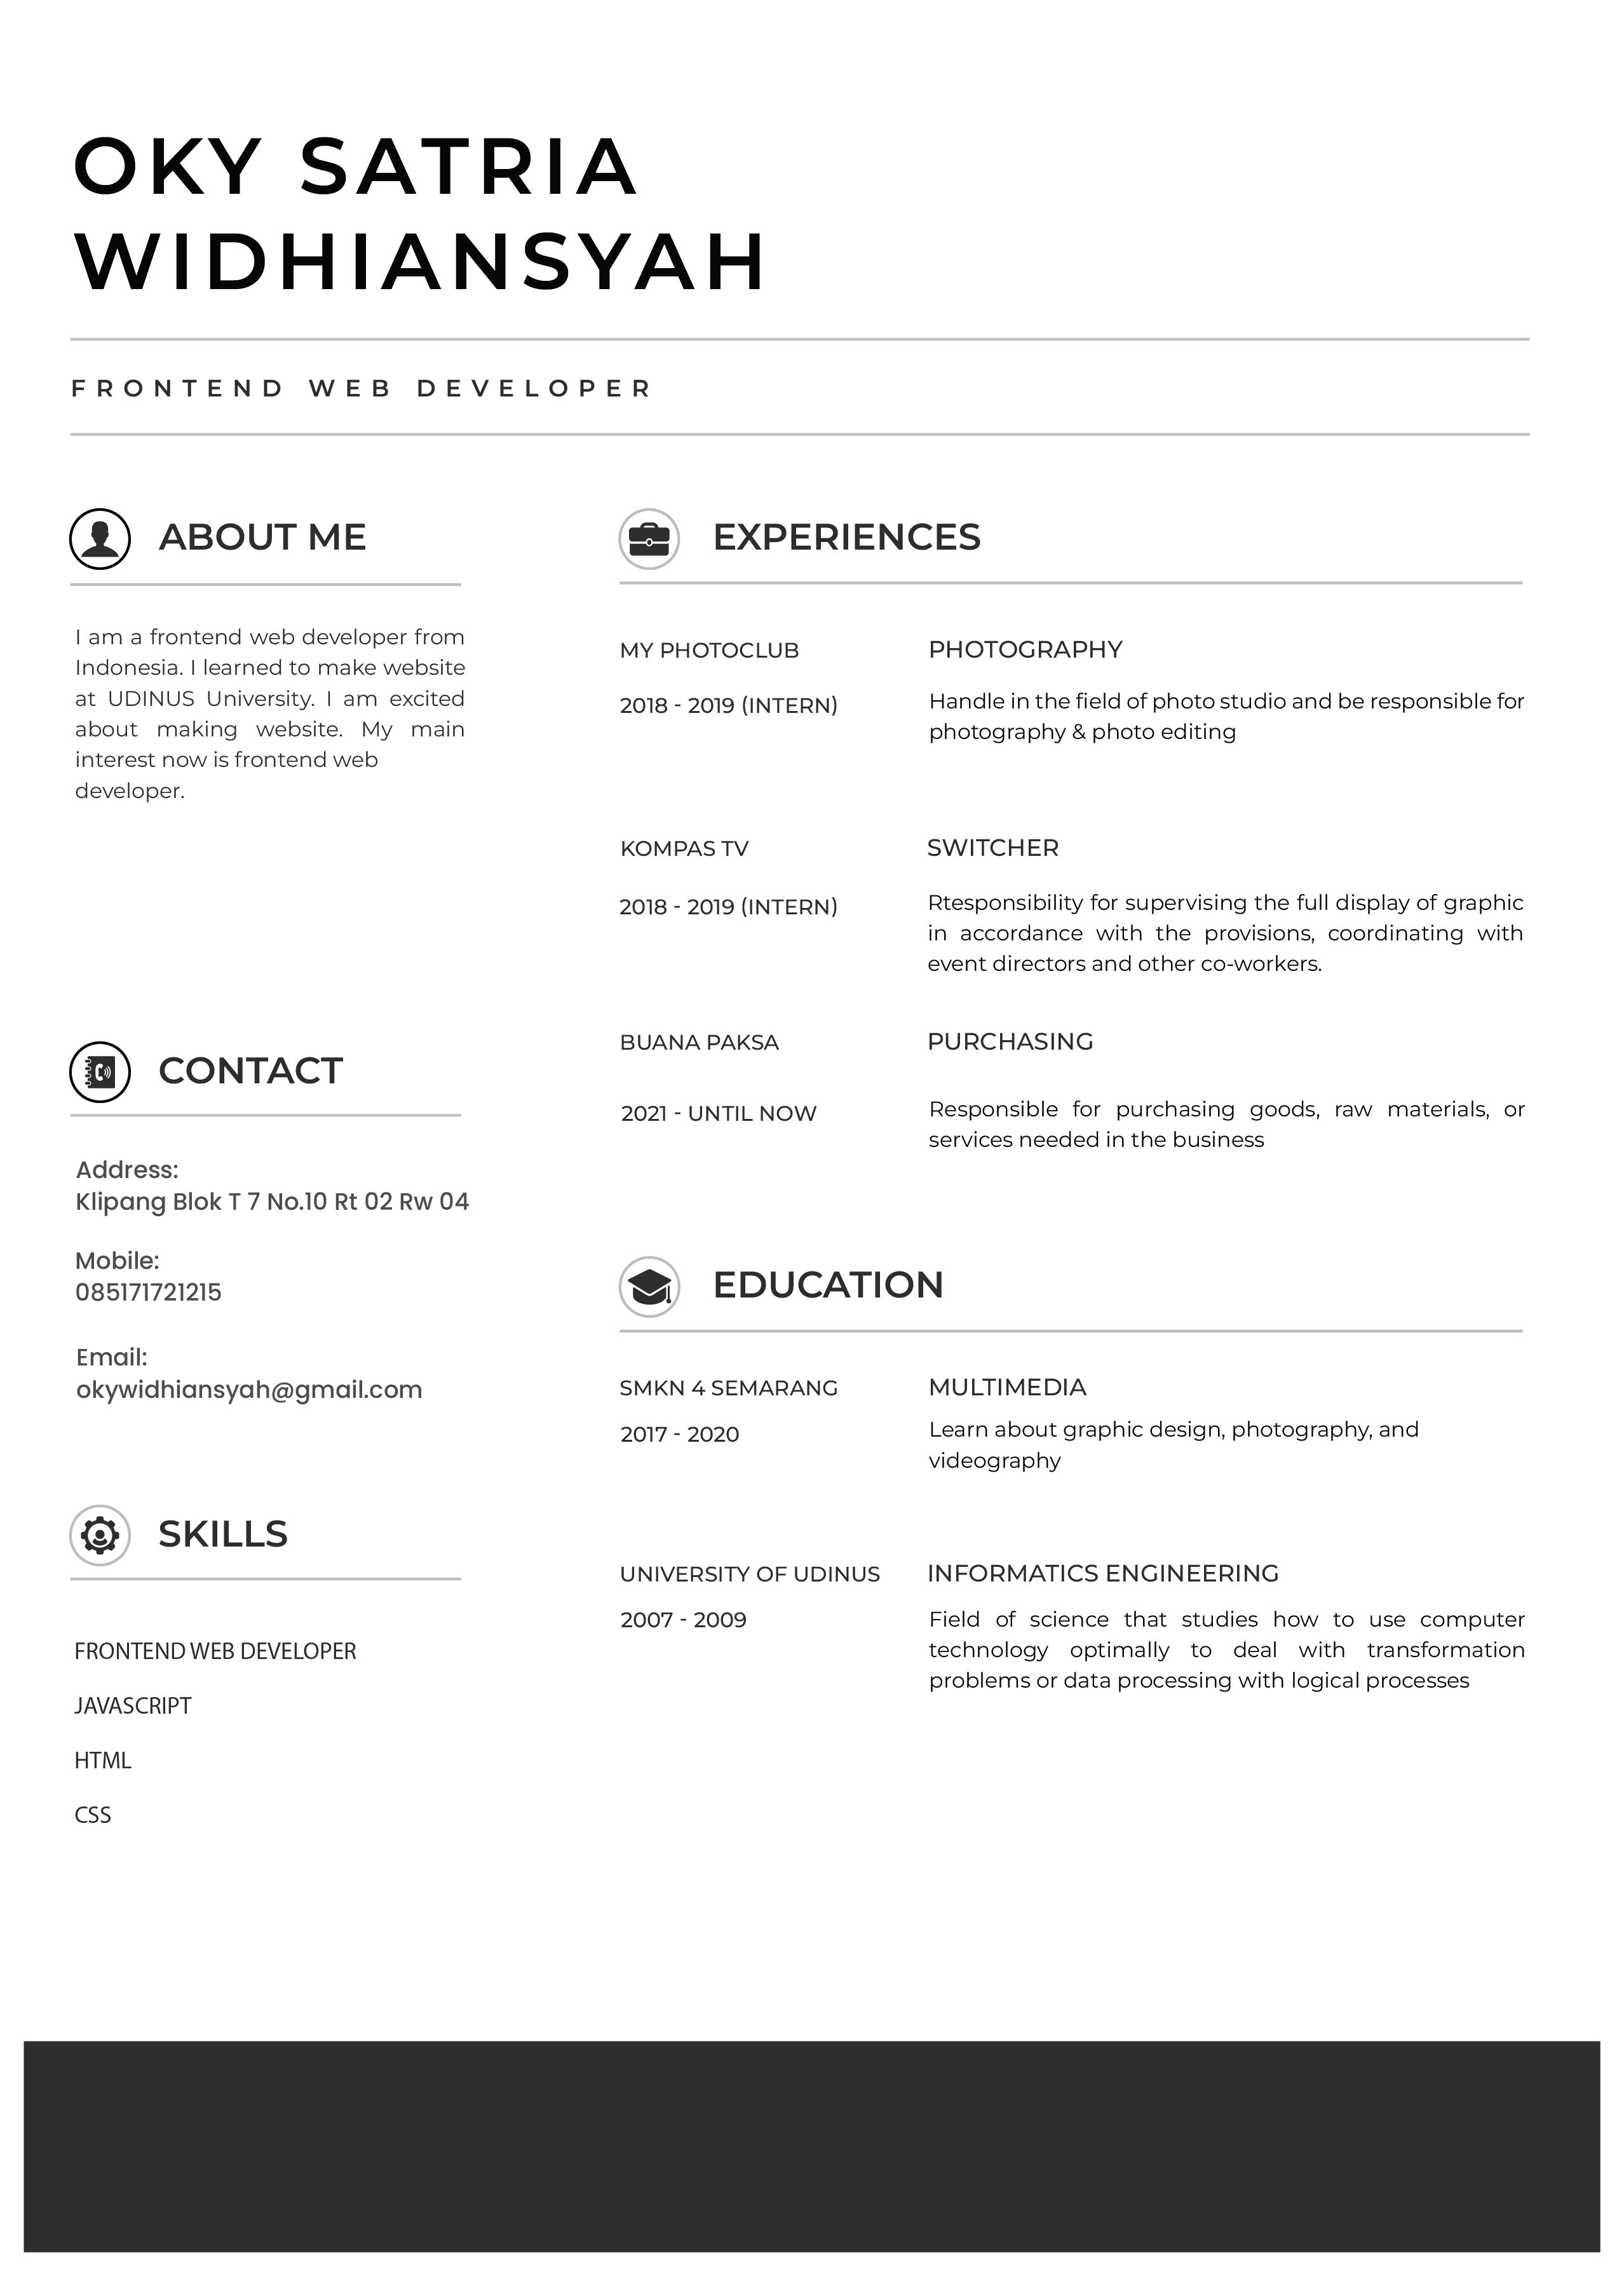 OKY SATRIA
WIDHIANSYAH
FRONTEND WEB DEVELOPER
ABOUT ME
I am a frontend web developer from
Indonesia. I learned to make website
at UDINUS University. I am excited
about making website. My main
interest now is frontend web
developer.
CONTACT
Address:
Klipang Blok T 7 No.10 Rt 02 Rw 04
Mobile:
085171721215
Email:
okywidhiansyah@gmail.com
SKILLS
FRONTEND WEB DEVELOPER
JAVASCRIPT
HTML
CSS
EXPERIENCES
MY PHOTOCLUB
2018 - 2019 (INTERN)
PHOTOGRAPHY
Handle in the field of photo studio and be responsible for
photography & photo editing
KOMPAS TV
2018 - 2019 (INTERN)
SWITCHER
Rtesponsibility for supervising the full display of graphic
in accordance with the provisions, coordinating with
event directors and other co-workers.
BUANA PAKSA
2021 - UNTIL NOW
PURCHASING
Responsible for purchasing goods, raw materials, or
services needed in the business
EDUCATION
SMKN 4 SEMARANG
2017 - 2020
MULTIMEDIA
Learn about graphic design, photography, and
videography
UNIVERSITY OF UDINUS
2007 - 2009
INFORMATICS ENGINEERING
Field of science that studies how to use computer
technology optimally to deal with transformation
problems or data processing with logical processes